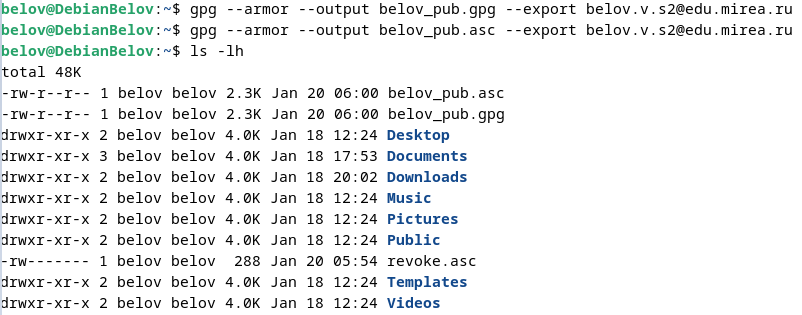 belov@DebianBelov:~$ gpg --armor --output belov_pub.gpg --export belov.v.s2@edu.mirea.ru
belov@DebianBelov:~$ gpg --armor --output belov_pub.asc --export belov.v.s2@edu.mirea.ru
belov@DebianBelov:~$ ls -lh
total 48K
-rw-r--r-- 1 belov belov 2.3K Jan 20 06:00 belov_pub.asc
-rw-r--r-- 1 belov belov 2.3K Jan 20 06:00 belov_pub.gpg
drwxr-xr-x 2 belov belov 4.0K Jan 18 12:24 Desktop
drwxr-xr-x 3 belov belov 4.0K Jan 18 17:53 Documents
drwxr-xr-x 2 belov belov 4.0K Jan 18 20:02 Downloads
drwxr-xr-x 2 belov belov 4.0K Jan 18 12:24 Music
drwxr-xr-x 2 belov belov 4.0K Jan 18 12:24 Pictures
drwxr-xr-x 2 belov belov 4.0K Jan 18 12:24 Public
-rw------- 1 belov belov  288 Jan 20 05:54 revoke.asc
drwxr-xr-x 2 belov belov 4.0K Jan 18 12:24 Templates
drwxr-xr-x 2 belov belov 4.0K Jan 18 12:24 Videos